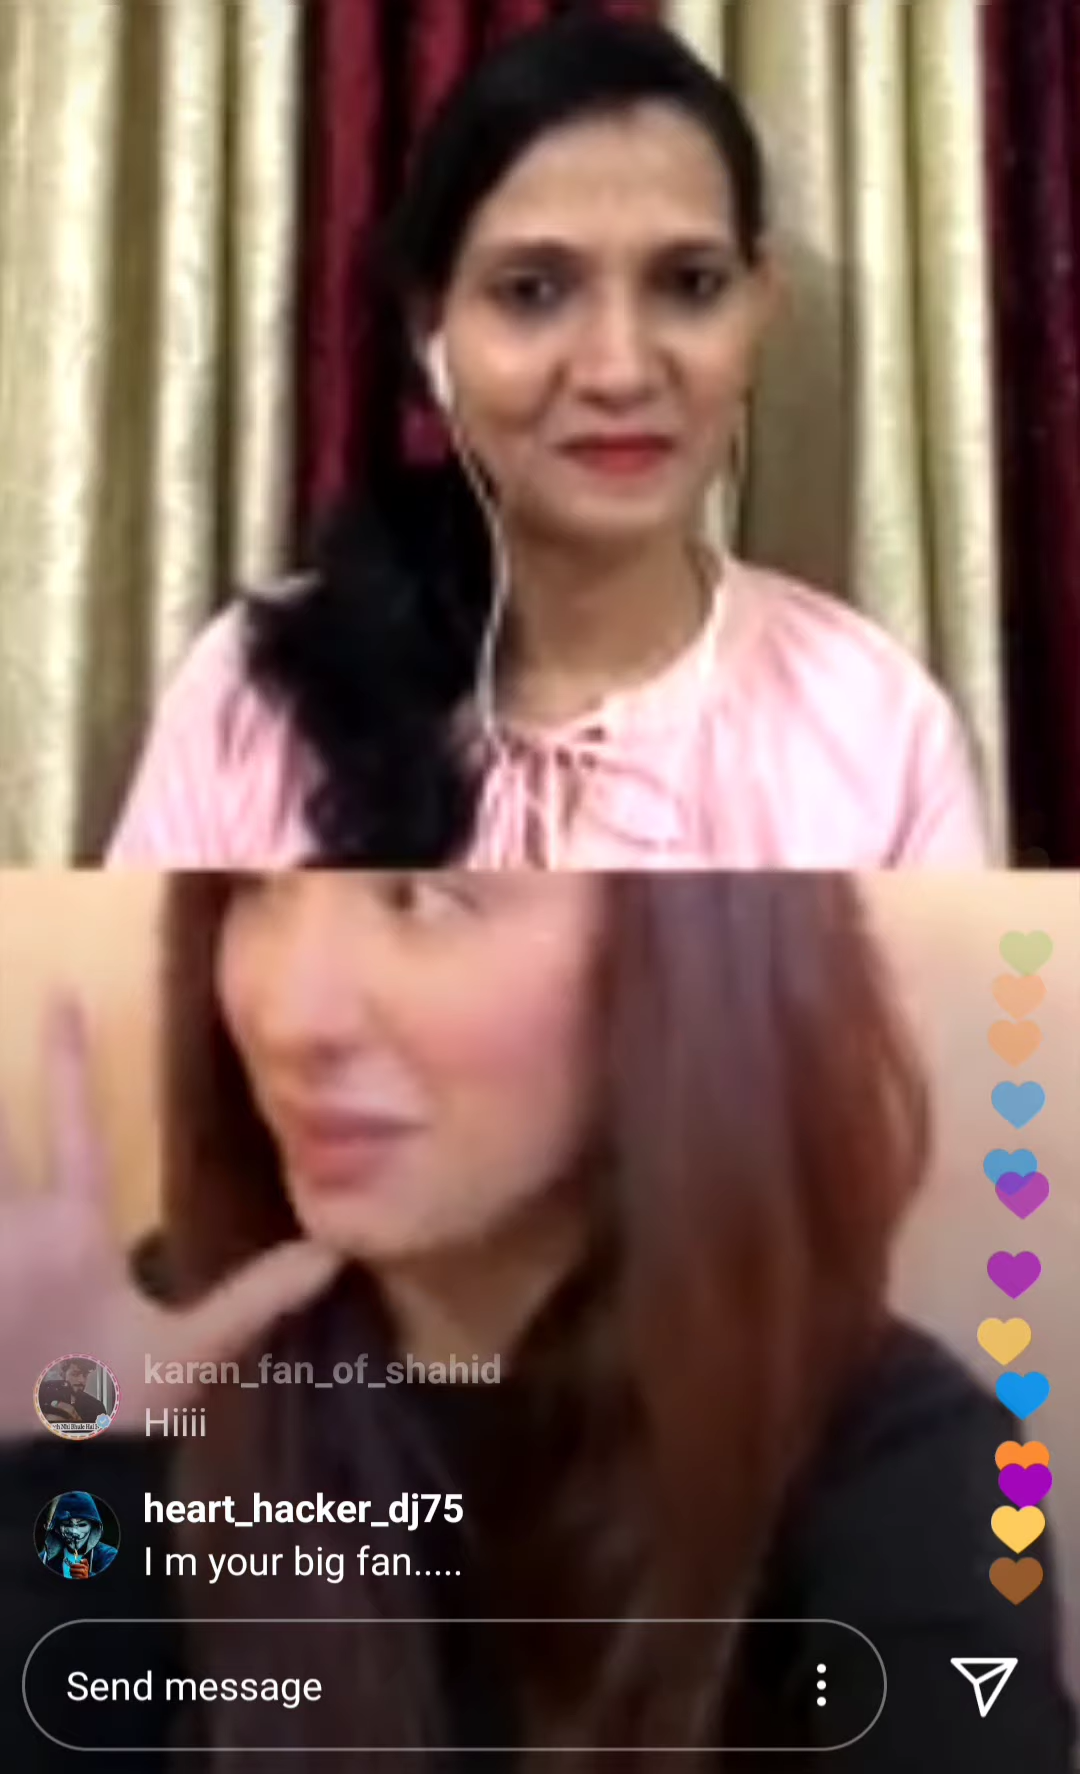 karan_fan_of_shahid
Hiiii
heart_hacker_dj75
I m your big fan.....
Send message